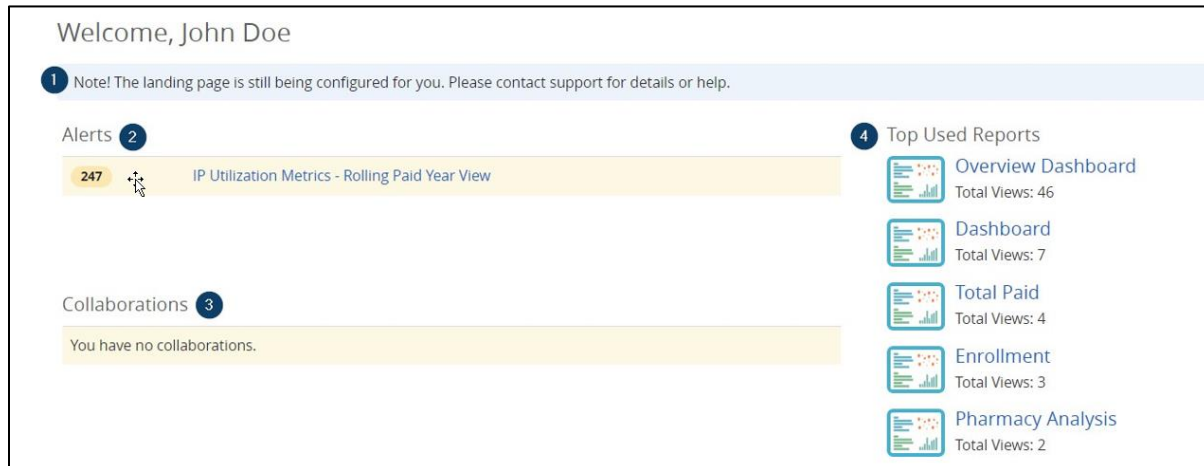 Welcome, John Doe
1 Note! The landing page is still being configured for you. Please contact support for details or help.
Alerts 2
247 IP Utilization Metrics - Rolling Paid Year View
Collaborations 3
You have no collaborations.
4 Top Used Reports
Overview Dashboard
Total Views: 46
Dashboard
Total Views: 7
Total Paid
Total Views: 4
Enrollment
Total Views: 3
Pharmacy Analysis
Total Views: 2